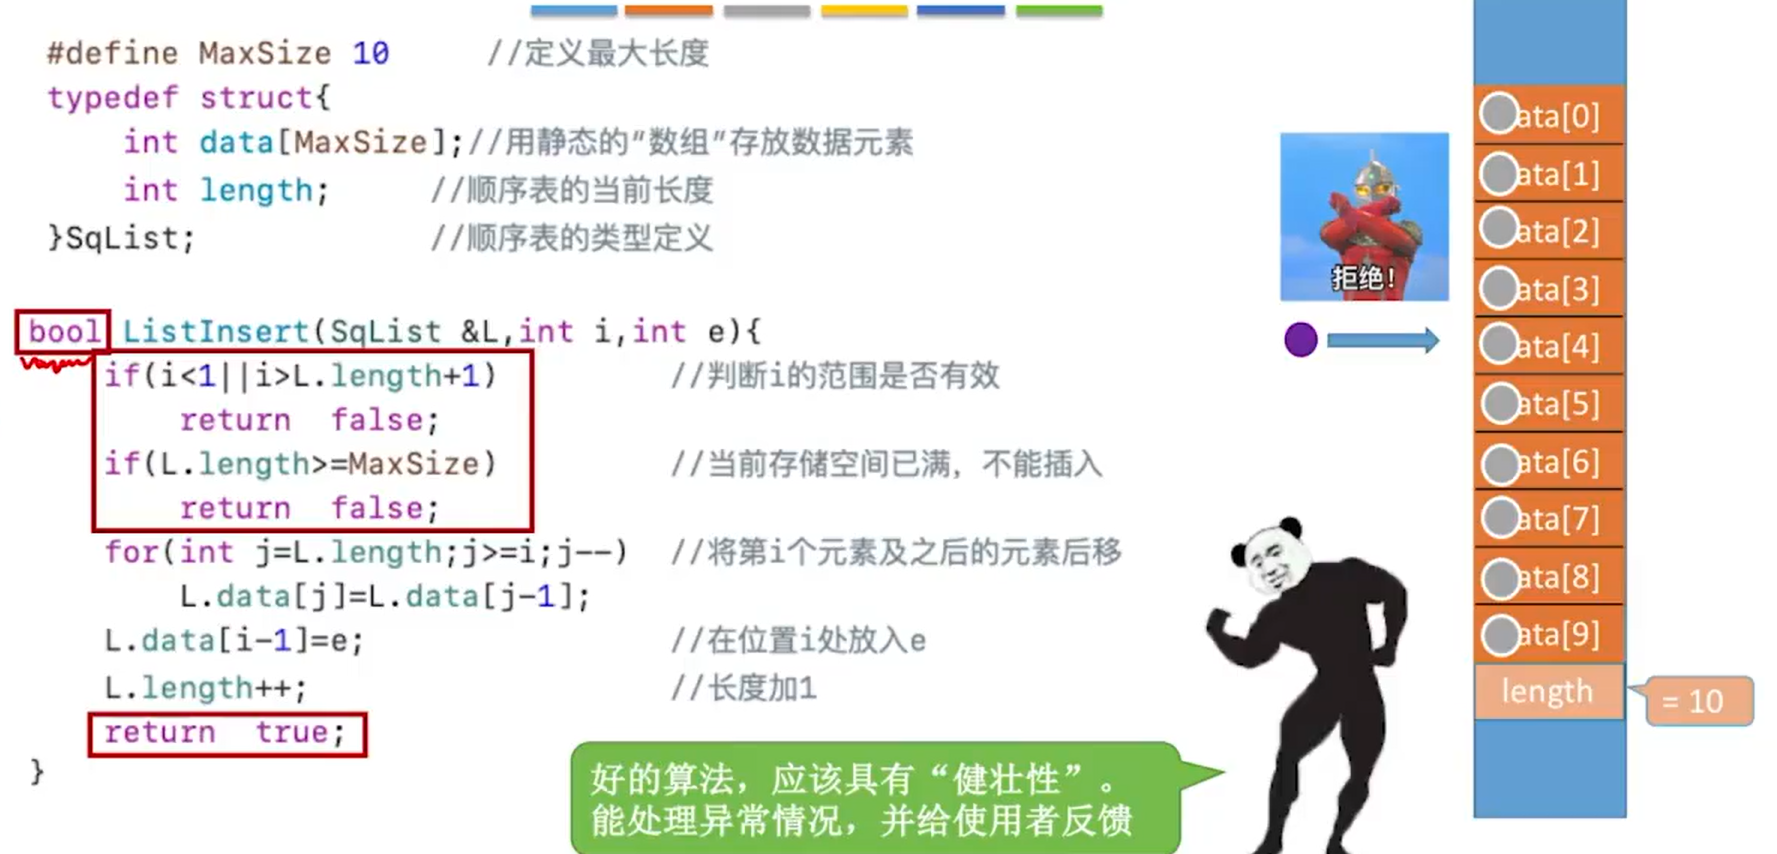 #define MaxSize 10 //定义最大长度
typedef struct{
int data[MaxSize];//用静态的“数组”存放数据元素
int length; //顺序表的当前长度
}SqList; //顺序表的类型定义
bool ListInsert(SqList &L,int i,int e){
if(i<1||i>L.length+1) //判断i的范围是否有效
return false;
if(L.length>=MaxSize) //当前存储空间已满，不能插入
return false;
for(int j=L.length;j>=i;j--) //将第i个元素及之后的元素后移
L.data[j]=L.data[j-1];
L.data[i-1]=e; //在位置i处放入e
L.length++; //长度加1
return true;
}
好的算法，应该具有“健壮性”。
能处理异常情况，并给使用者反馈
拒绝！
ata[0]
ata[1]
ata[2]
ata[3]
ata[4]
ata[5]
ata[6]
ata[7]
ata[8]
ata[9]
length
= 10